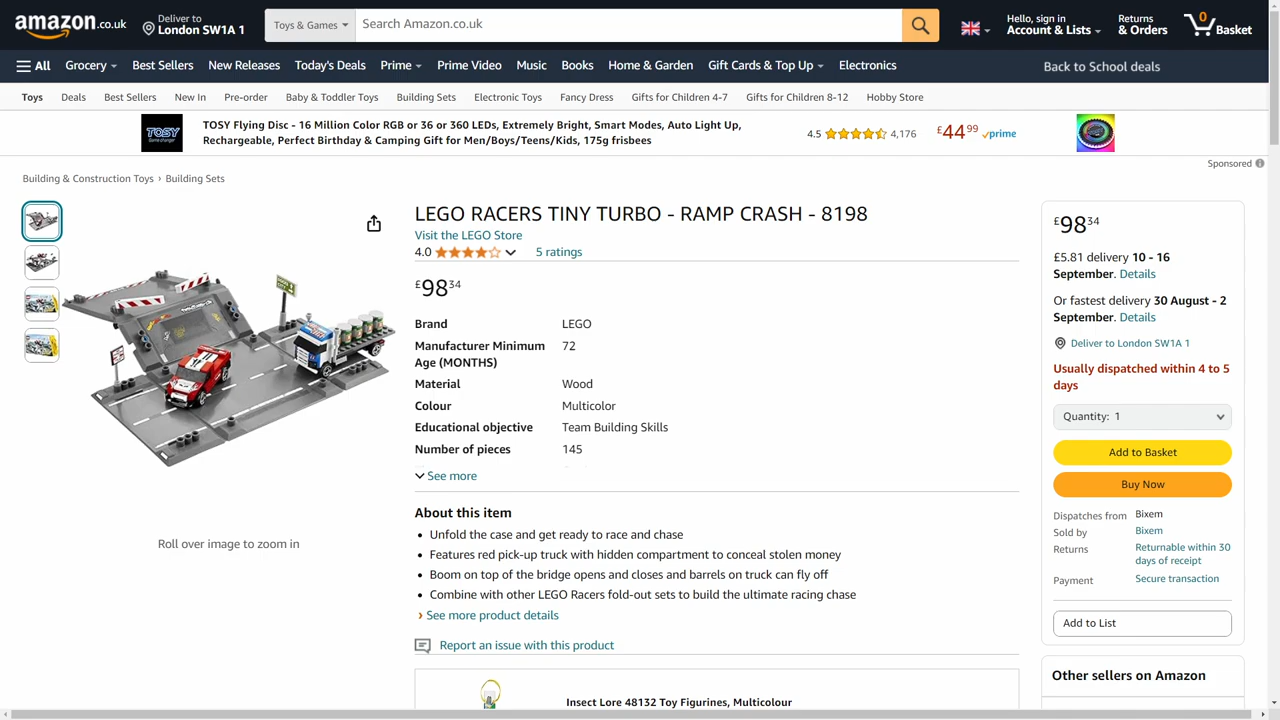 amazon.co.uk
Deliver to
London SW1A 1
Toys & Games
Search Amazon.co.uk
Hello, sign in
Account & Lists
Returns
& Orders
0
Basket
All
Grocery
Best Sellers
New Releases
Today's Deals
Prime
Prime Video
Music
Books
Home & Garden
Gift Cards & Top Up
Electronics
Back to School deals
Toys
Deals
Best Sellers
New In
Pre-order
Baby & Toddler Toys
Building Sets
Electronic Toys
Fancy Dress
Gifts for Children 4-7
Gifts for Children 8-12
Hobby Store
TOSY
TOSY Flying Disc - 16 Million Color RGB or 36 or 360 LEDs, Extremely Bright, Smart Modes, Auto Light Up,
Rechargeable, Perfect Birthday & Camping Gift for Men/Boys/Teens/Kids, 175g frisbees
4.5
4,176
£44 99
prime
Sponsored
Building & Construction Toys › Building Sets
LEGO RACERS TINY TURBO - RAMP CRASH - 8198
Visit the LEGO Store
4.0
5 ratings
£98 34
Brand LEGO
Manufacturer Minimum 72
Age (MONTHS)
Material Wood
Colour Multicolor
Educational objective Team Building Skills
Number of pieces 145
See more
About this item
• Unfold the case and get ready to race and chase
• Features red pick-up truck with hidden compartment to conceal stolen money
• Boom on top of the bridge opens and closes and barrels on truck can fly off
• Combine with other LEGO Racers fold-out sets to build the ultimate racing chase
› See more product details
Report an issue with this product
Insect Lore 48132 Toy Figurines, Multicolour
Roll over image to zoom in
£98 34
£5.81 delivery 10 - 16
September. Details
Or fastest delivery 30 August - 2
September. Details
Deliver to London SW1A 1
Usually dispatched within 4 to 5
days
Quantity: 1
Add to Basket
Buy Now
Dispatches from Bixem
Sold by Bixem
Returns Returnable within 30
days of receipt
Payment Secure transaction
Add to List
Other sellers on Amazon